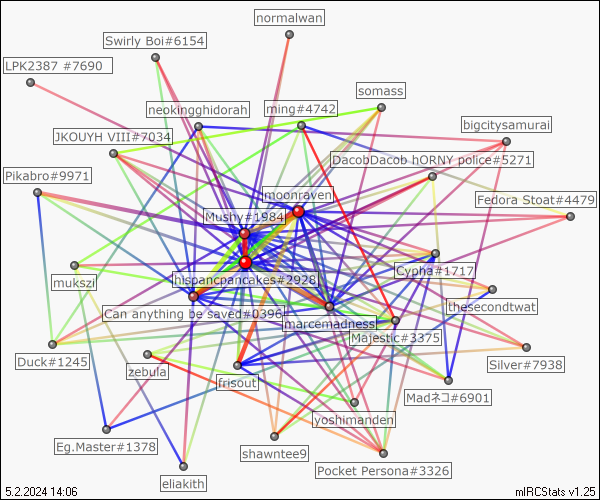 normalwan
Swirly Boi#6154
LPK2387 #7690
somass
neokingghidorah
ming#4742
bigcitysamurai
JKOUYH VIII#7034
DacobDacob hORNY police#5271
Pikabro#9971
moonraven
Fedora Stoat#4479
Mushy#1984
mukszi
hispancpancakes#2928
Cypha#1717
thesecondtwat
Can anything be saved#0396
marcemadness
Majestic#3375
Duck#1245
zebula
Silver#7938
frisout
Madネコ#6901
yoshimanden
Eg.Master#1378
shawntee9
Pocket Persona#3326
eliakith
5.2.2024 14:06
mIRCStats v1.25